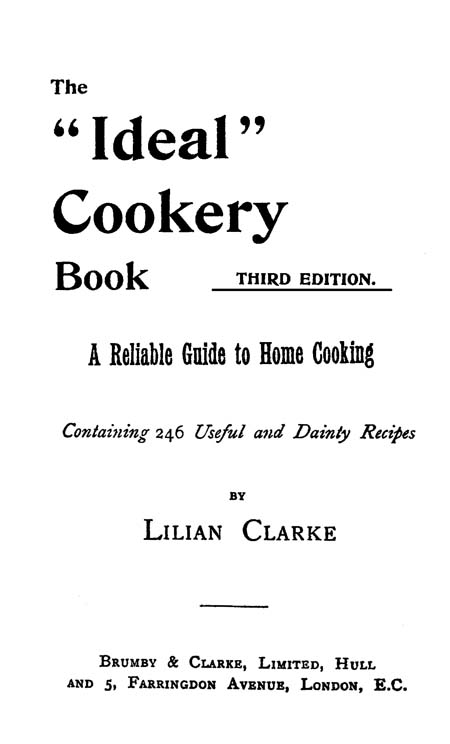 The
“Ideal”
Cookery
Book THIRD EDITION.
A Reliable Guide to Home Cooking
Containing 246 Useful and Dainty Recipes
BY
LILIAN CLARKE
BRUMBY & CLARKE, LIMITED, HULL
AND 5, FARRINGDON AVENUE, LONDON, E.C.